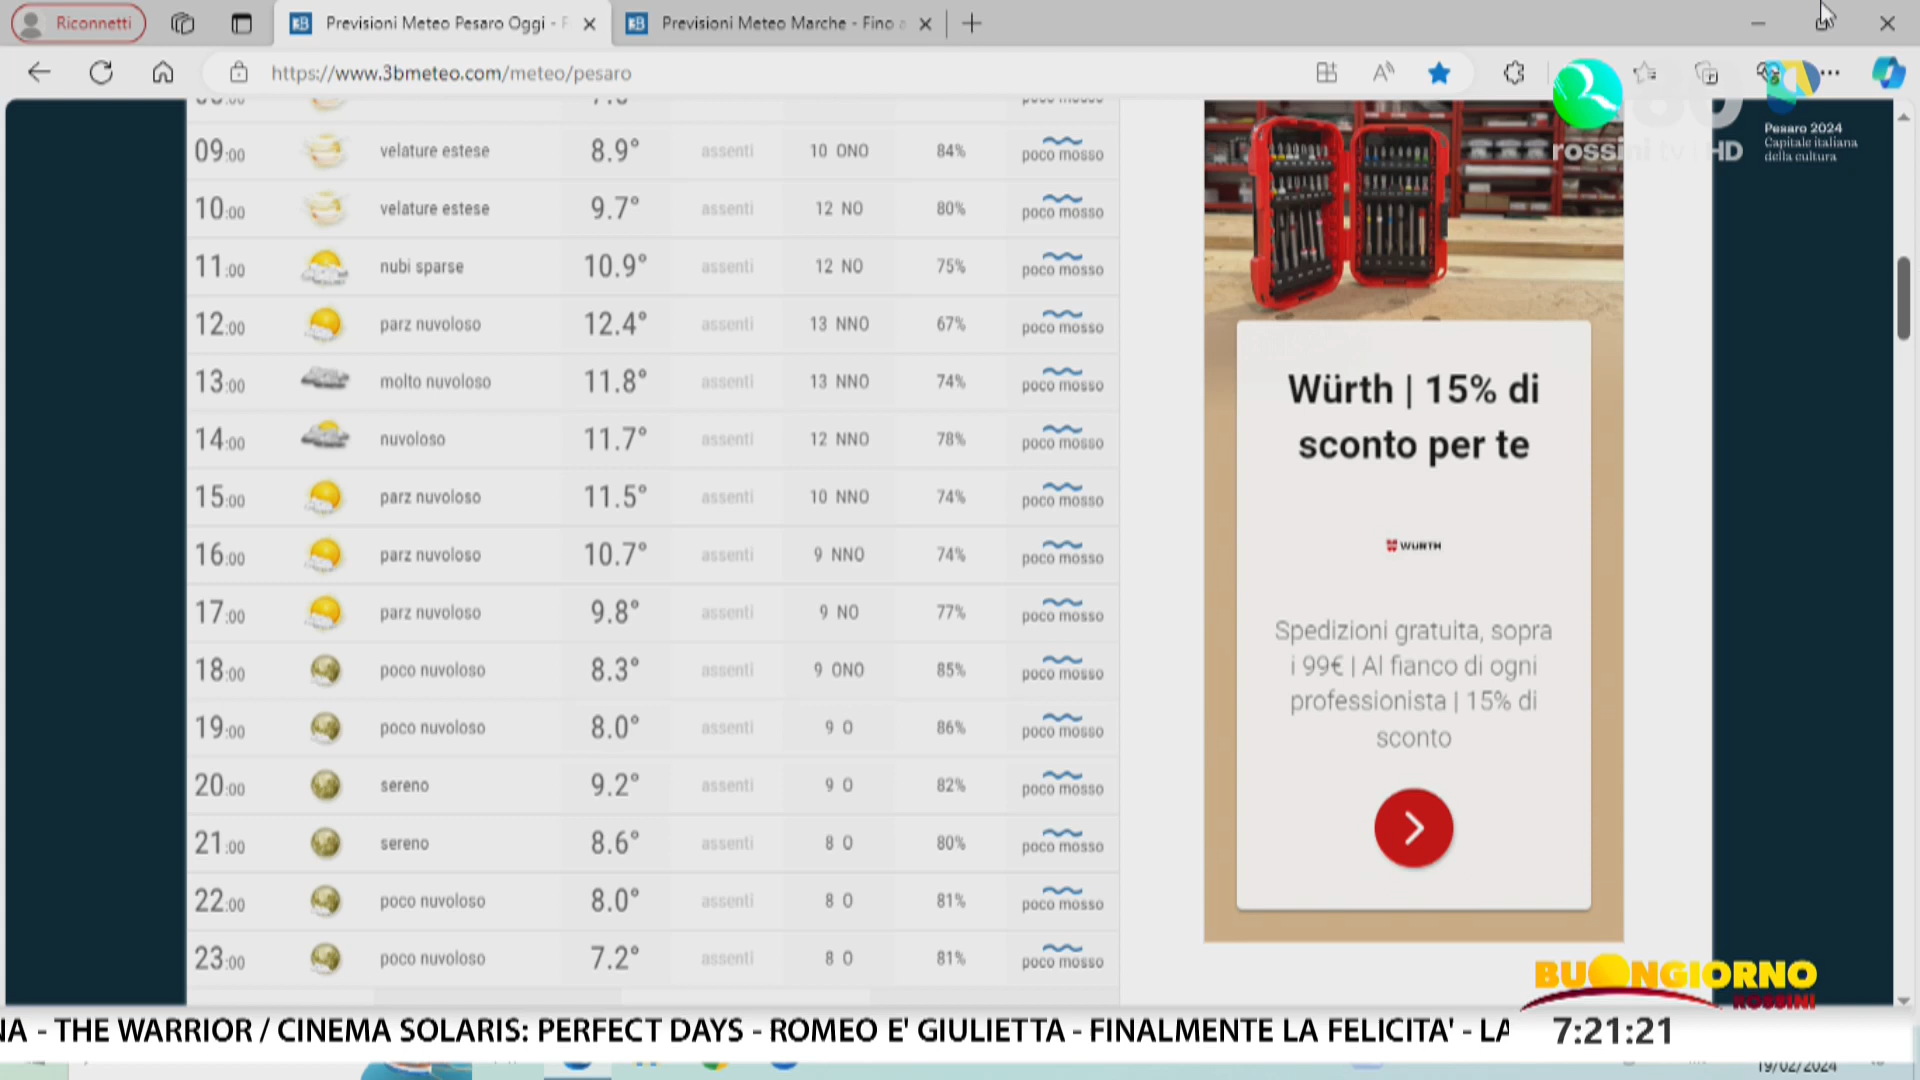 Riconnetti
Previsioni Meteo Pesaro Oggi - F
Previsioni Meteo Marche - Fino a
https://www.3bmeteo.com/meteo/pesaro
poco mosso
09:00 velature estese 8.9° assenti 10 ONO 84% poco mosso
10:00 velature estese 9.7° assenti 12 NO 80% poco mosso
11:00 nubi sparse 10.9° assenti 12 NO 75% poco mosso
12:00 parz nuvoloso 12.4° assenti 13 NNO 67% poco mosso
13:00 molto nuvoloso 11.8° assenti 13 NNO 74% poco mosso
14:00 nuvoloso 11.7° assenti 12 NNO 78% poco mosso
15:00 parz nuvoloso 11.5° assenti 10 NNO 74% poco mosso
16:00 parz nuvoloso 10.7° assenti 9 NNO 74% poco mosso
17:00 parz nuvoloso 9.8° assenti 9 NO 77% poco mosso
18:00 poco nuvoloso 8.3° assenti 9 ONO 85% poco mosso
19:00 poco nuvoloso 8.0° assenti 9 O 86% poco mosso
20:00 sereno 9.2° assenti 9 O 82% poco mosso
21:00 sereno 8.6° assenti 8 O 80% poco mosso
22:00 poco nuvoloso 8.0° assenti 8 O 81% poco mosso
23:00 poco nuvoloso 7.2° assenti 8 O 81% poco mosso
rossini tv HD
Pesaro 2024
Capitale italiana
della cultura
Würth | 15% di
sconto per te
WÜRTH
Spedizioni gratuita, sopra
i 99€ | Al fianco di ogni
professionista | 15% di
sconto
BUONGIORNO
ROSSINI
NA - THE WARRIOR / CINEMA SOLARIS: PERFECT DAYS - ROMEO E' GIULIETTA - FINALMENTE LA FELICITA' - LA
7:21:21
19/02/2024